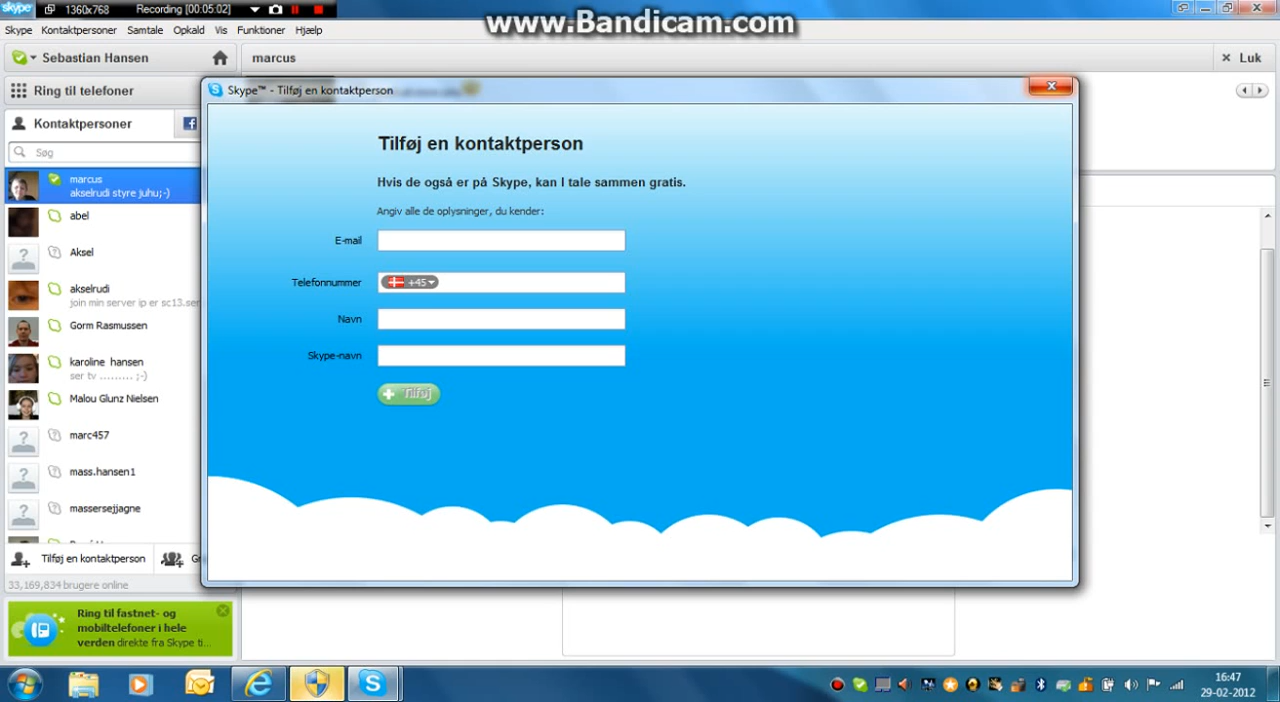 skype 1360x768 Recording [00:05.02]
www.Bandicam.com
Skype Kontaktpersoner Samtale Opkald Vis Funktioner Hjælp
Sebastian Hansen
marcus
Luk
Ring til telefoner
Skype™ - Tilføj en kontaktperson
Kontaktpersoner
Søg
marcus
akselrudi styre juhu;-)
abel
Aksel
akselrudi
join min server ip er sc13.ser
Gorm Rasmussen
karoline hansen
ser tv ......... ;-)
Malou Glunz Nielsen
marc457
mass.hansen1
massersejjagne
Tilføj en kontaktperson
33,169,834 brugere online
Ring til fastnet- og
mobiltelefoner i hele
verden direkte fra Skype ti...
Tilføj en kontaktperson
Hvis de også er på Skype, kan I tale sammen gratis.
Angiv alle de oplysninger, du kender:
E-mail
Telefonnummer +45
Navn
Skype-navn
Tilføj
16:47
29-02-2012